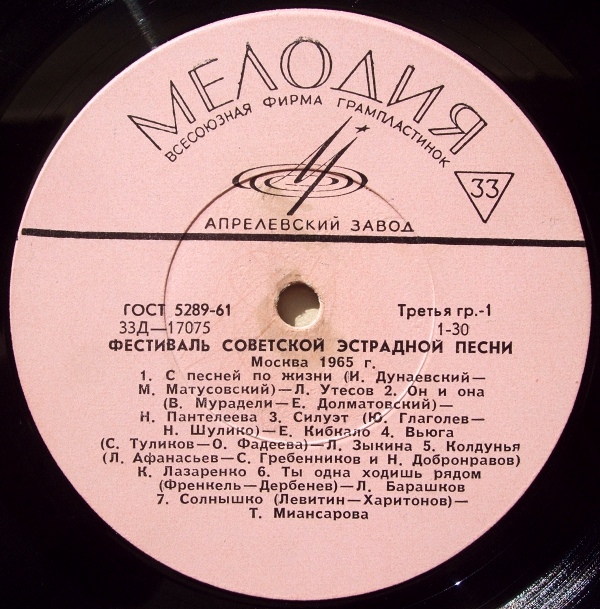 МЕЛОДИЯ
ВСЕСОЮЗНАЯ ФИРМА ГРАМПЛАСТИНОК
33
АПРЕЛЕВСКИЙ ЗАВОД
ГОСТ 5289-61 Третья гр.-1
33Д—17075 1-30
ФЕСТИВАЛЬ СОВЕТСКОЙ ЭСТРАДНОЙ ПЕСНИ
Москва 1965 г.
1. С песней по жизни (И. Дунаевский—
М. Матусовский)—Л. Утесов 2. Он и она
(В. Мурадели—Е. Долматовский)—
Н. Пантелеева 3. Силуэт (Ю. Глаголев—
Н. Шулико)—Е. Кибкало 4. Вьюга
(С. Туликов—О. Фадеева)—Л. Зыкина 5. Колдунья
(Л. Афанасьев—С. Гребенников и Н. Добронравов)
К. Лазаренко 6. Ты одна ходишь рядом
(Френкель—Дербенев)—Л. Барашков
7. Солнышко (Левитин—Харитонов)—
Т. Миансарова